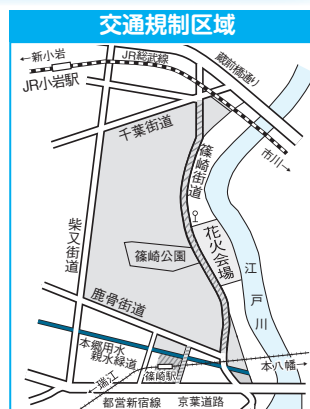 交通規制区域
←新小岩
JR総武線
蔵前橋通り
JR小岩駅
千葉街道
市川→
篠崎街道
柴又街道
花火会場
篠崎公園
江戸川
鹿骨街道
本郷用水
親水緑道
本八幡→
←瑞江
篠崎駅
都営新宿線
京葉道路